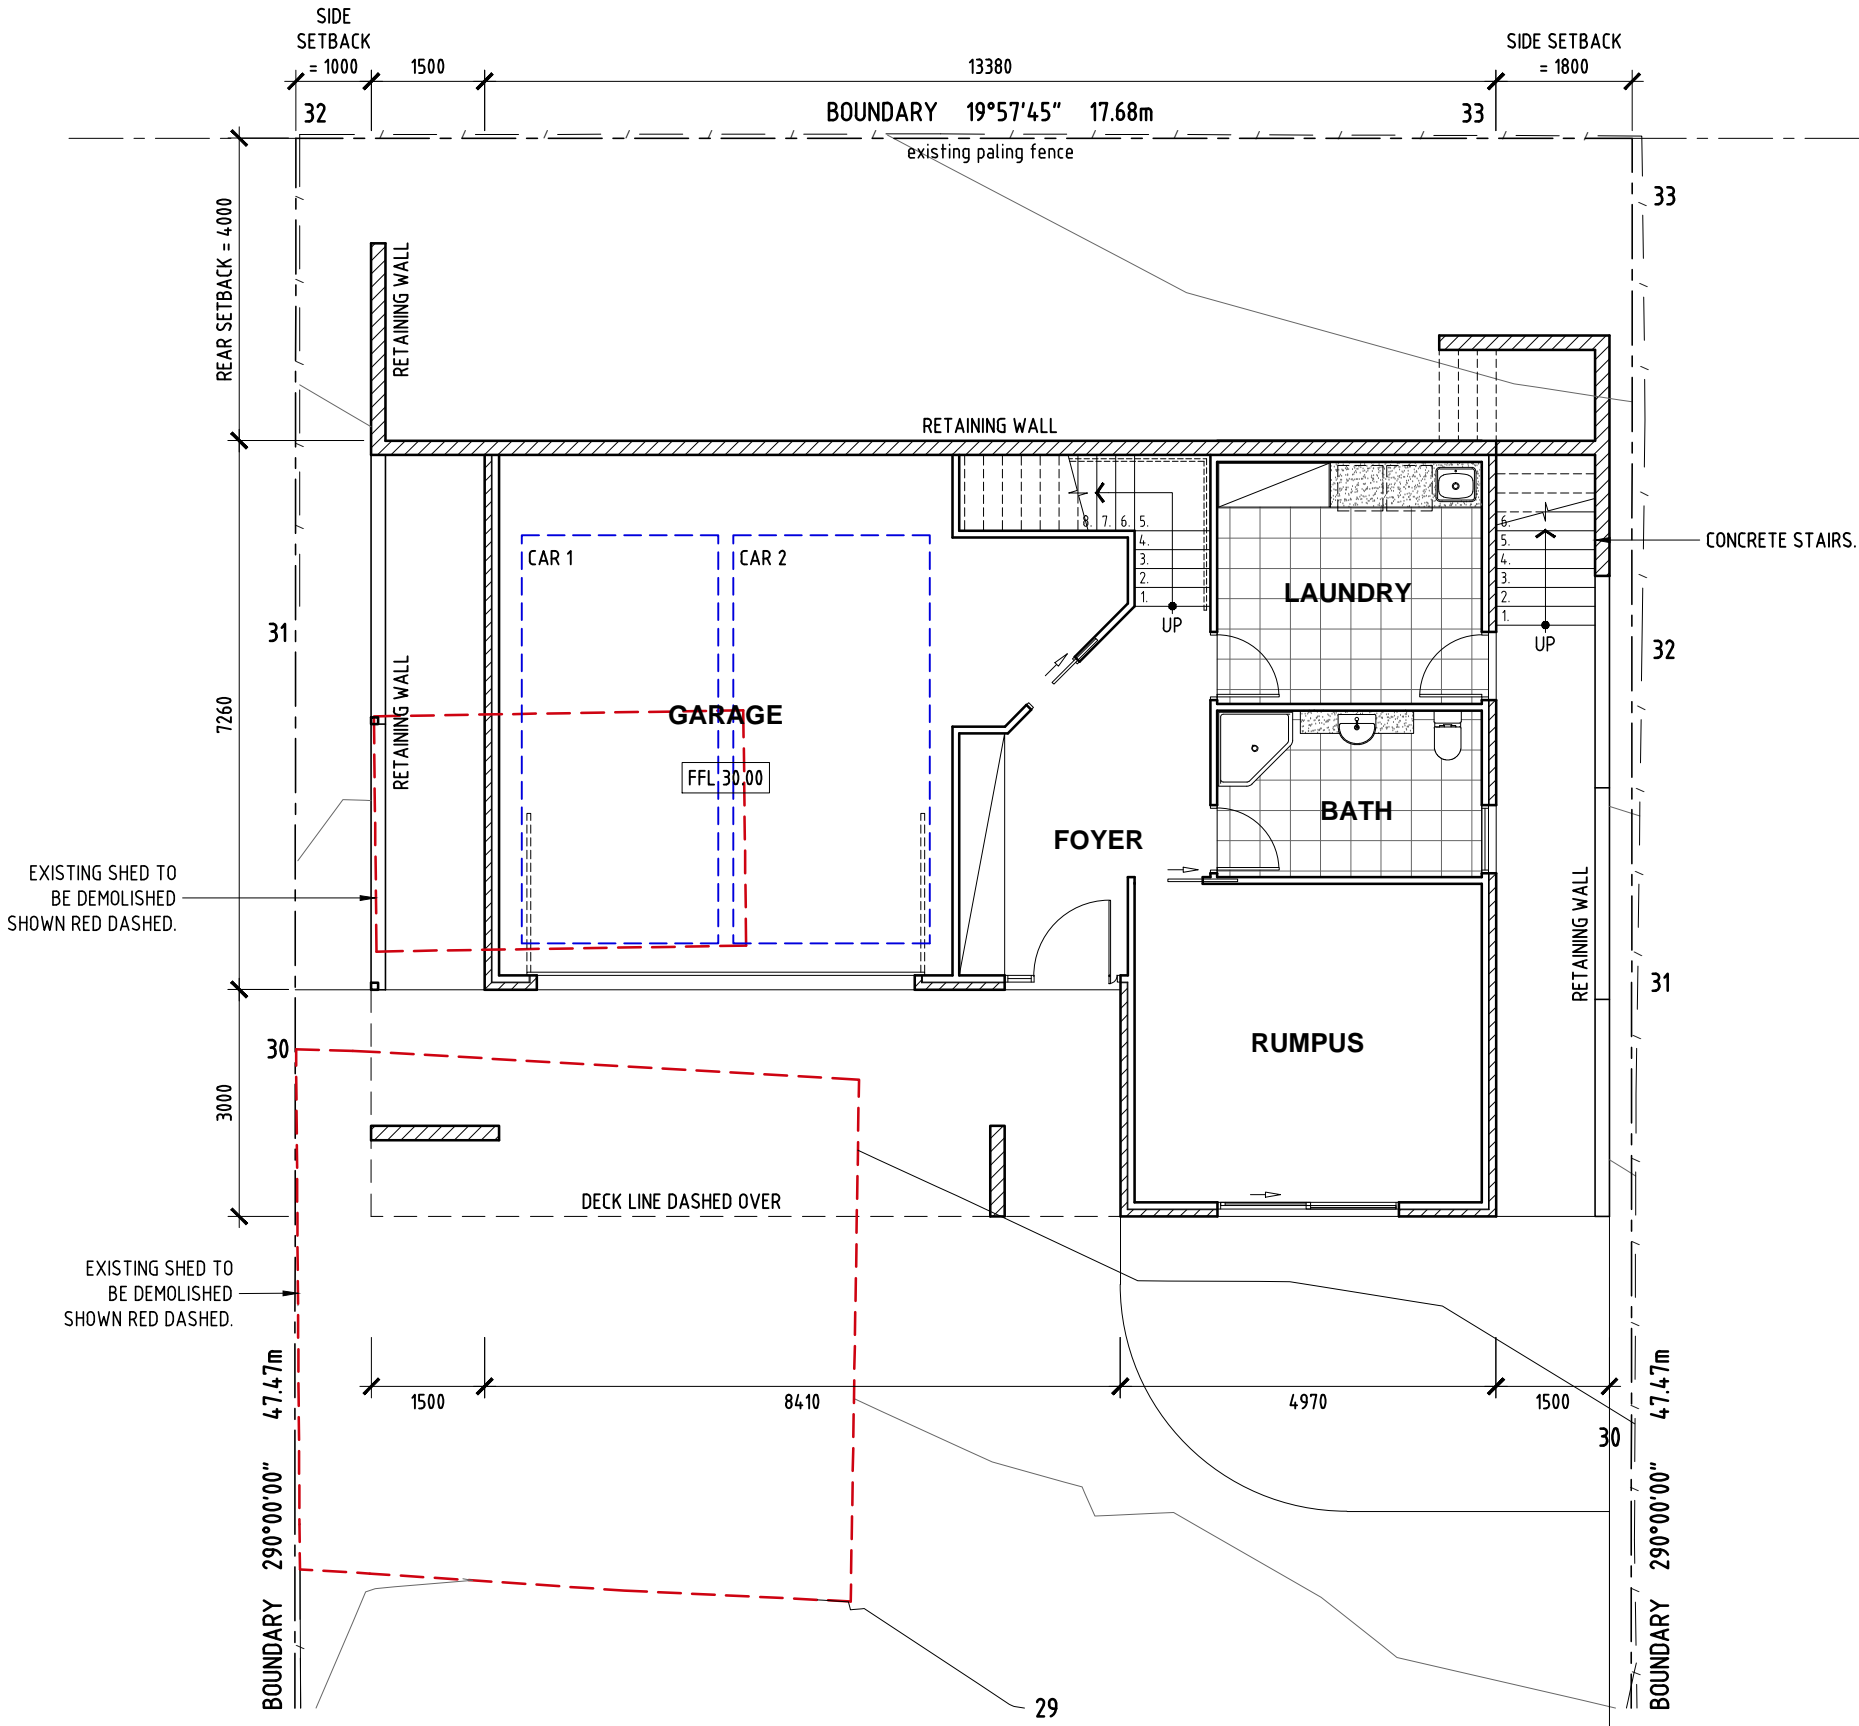 SIDE
SETBACK
= 1000
1500
13380
SIDE SETBACK
= 1800
32
BOUNDARY 19°57'45" 17.68m
33
existing paling fence
33
REAR SETBACK = 4000
RETAINING WALL
RETAINING WALL
CONCRETE STAIRS.
CAR 1
CAR 2
8. 7. 6. 5.
4.
3.
2.
1.
UP
LAUNDRY
6.
5.
4.
3.
2.
1.
UP
31
32
7260
RETAINING WALL
GARAGE
FFL 30.00
FOYER
BATH
EXISTING SHED TO
BE DEMOLISHED
SHOWN RED DASHED.
RETAINING WALL
31
30
RUMPUS
3000
DECK LINE DASHED OVER
EXISTING SHED TO
BE DEMOLISHED
SHOWN RED DASHED.
1500
8410
4970
1500
30
BOUNDARY 290°00'00" 47.47m
BOUNDARY 290°00'00" 47.47m
29